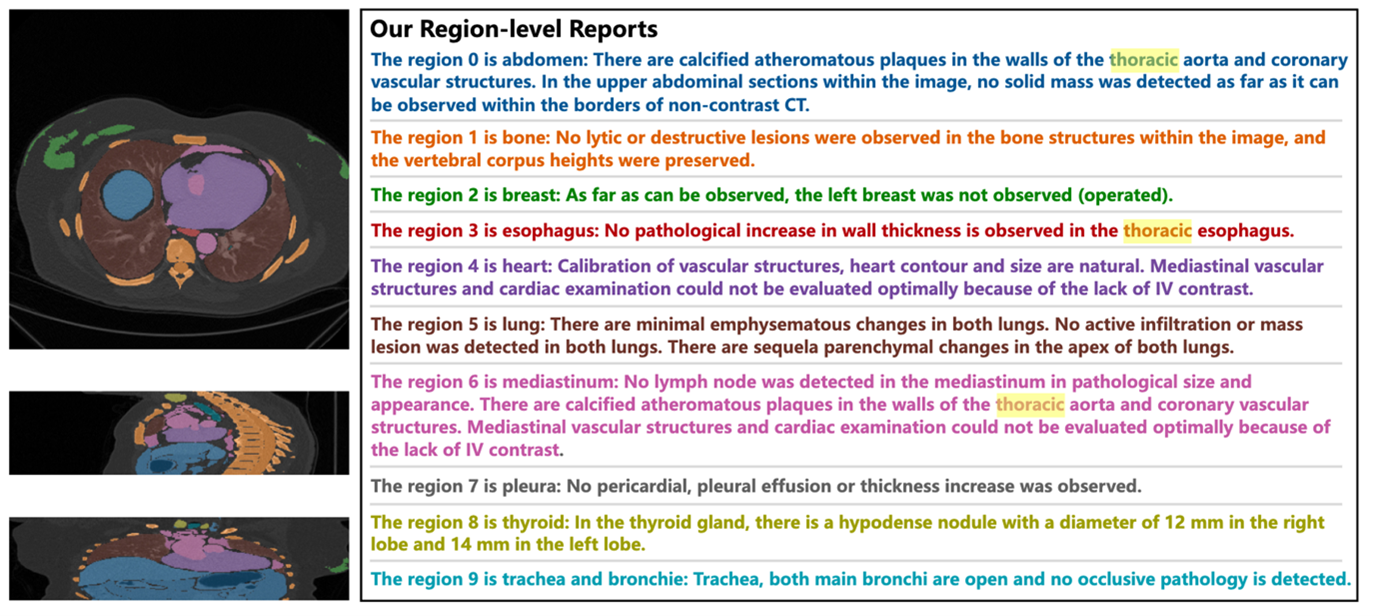 Our Region-level Reports
The region 0 is abdomen: There are calcified atheromatous plaques in the walls of the thoracic aorta and coronary
vascular structures. In the upper abdominal sections within the image, no solid mass was detected as far as it can
be observed within the borders of non-contrast CT.
The region 1 is bone: No lytic or destructive lesions were observed in the bone structures within the image, and
the vertebral corpus heights were preserved.
The region 2 is breast: As far as can be observed, the left breast was not observed (operated).
The region 3 is esophagus: No pathological increase in wall thickness is observed in the thoracic esophagus.
The region 4 is heart: Calibration of vascular structures, heart contour and size are natural. Mediastinal vascular
structures and cardiac examination could not be evaluated optimally because of the lack of IV contrast.
The region 5 is lung: There are minimal emphysematous changes in both lungs. No active infiltration or mass
lesion was detected in both lungs. There are sequela parenchymal changes in the apex of both lungs.
The region 6 is mediastinum: No lymph node was detected in the mediastinum in pathological size and
appearance. There are calcified atheromatous plaques in the walls of the thoracic aorta and coronary vascular
structures. Mediastinal vascular structures and cardiac examination could not be evaluated optimally because of
the lack of IV contrast.
The region 7 is pleura: No pericardial, pleural effusion or thickness increase was observed.
The region 8 is thyroid: In the thyroid gland, there is a hypodense nodule with a diameter of 12 mm in the right
lobe and 14 mm in the left lobe.
The region 9 is trachea and bronchie: Trachea, both main bronchi are open and no occlusive pathology is detected.